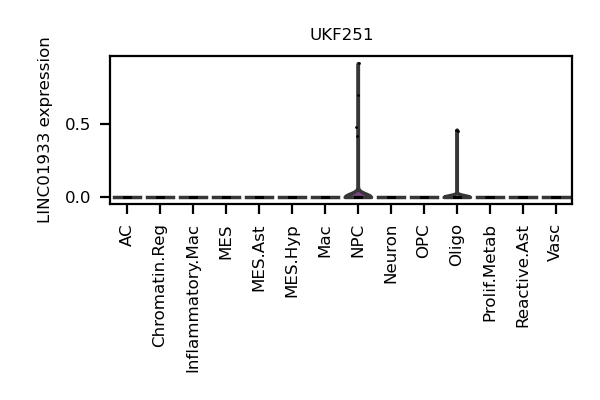 UKF251
LINC01933 expression
0.5
0.0
AC
Chromatin.Reg
Inflammatory.Mac
MES
MES.Ast
MES.Hyp
Mac
NPC
Neuron
OPC
Oligo
Prolif.Metab
Reactive.Ast
Vasc